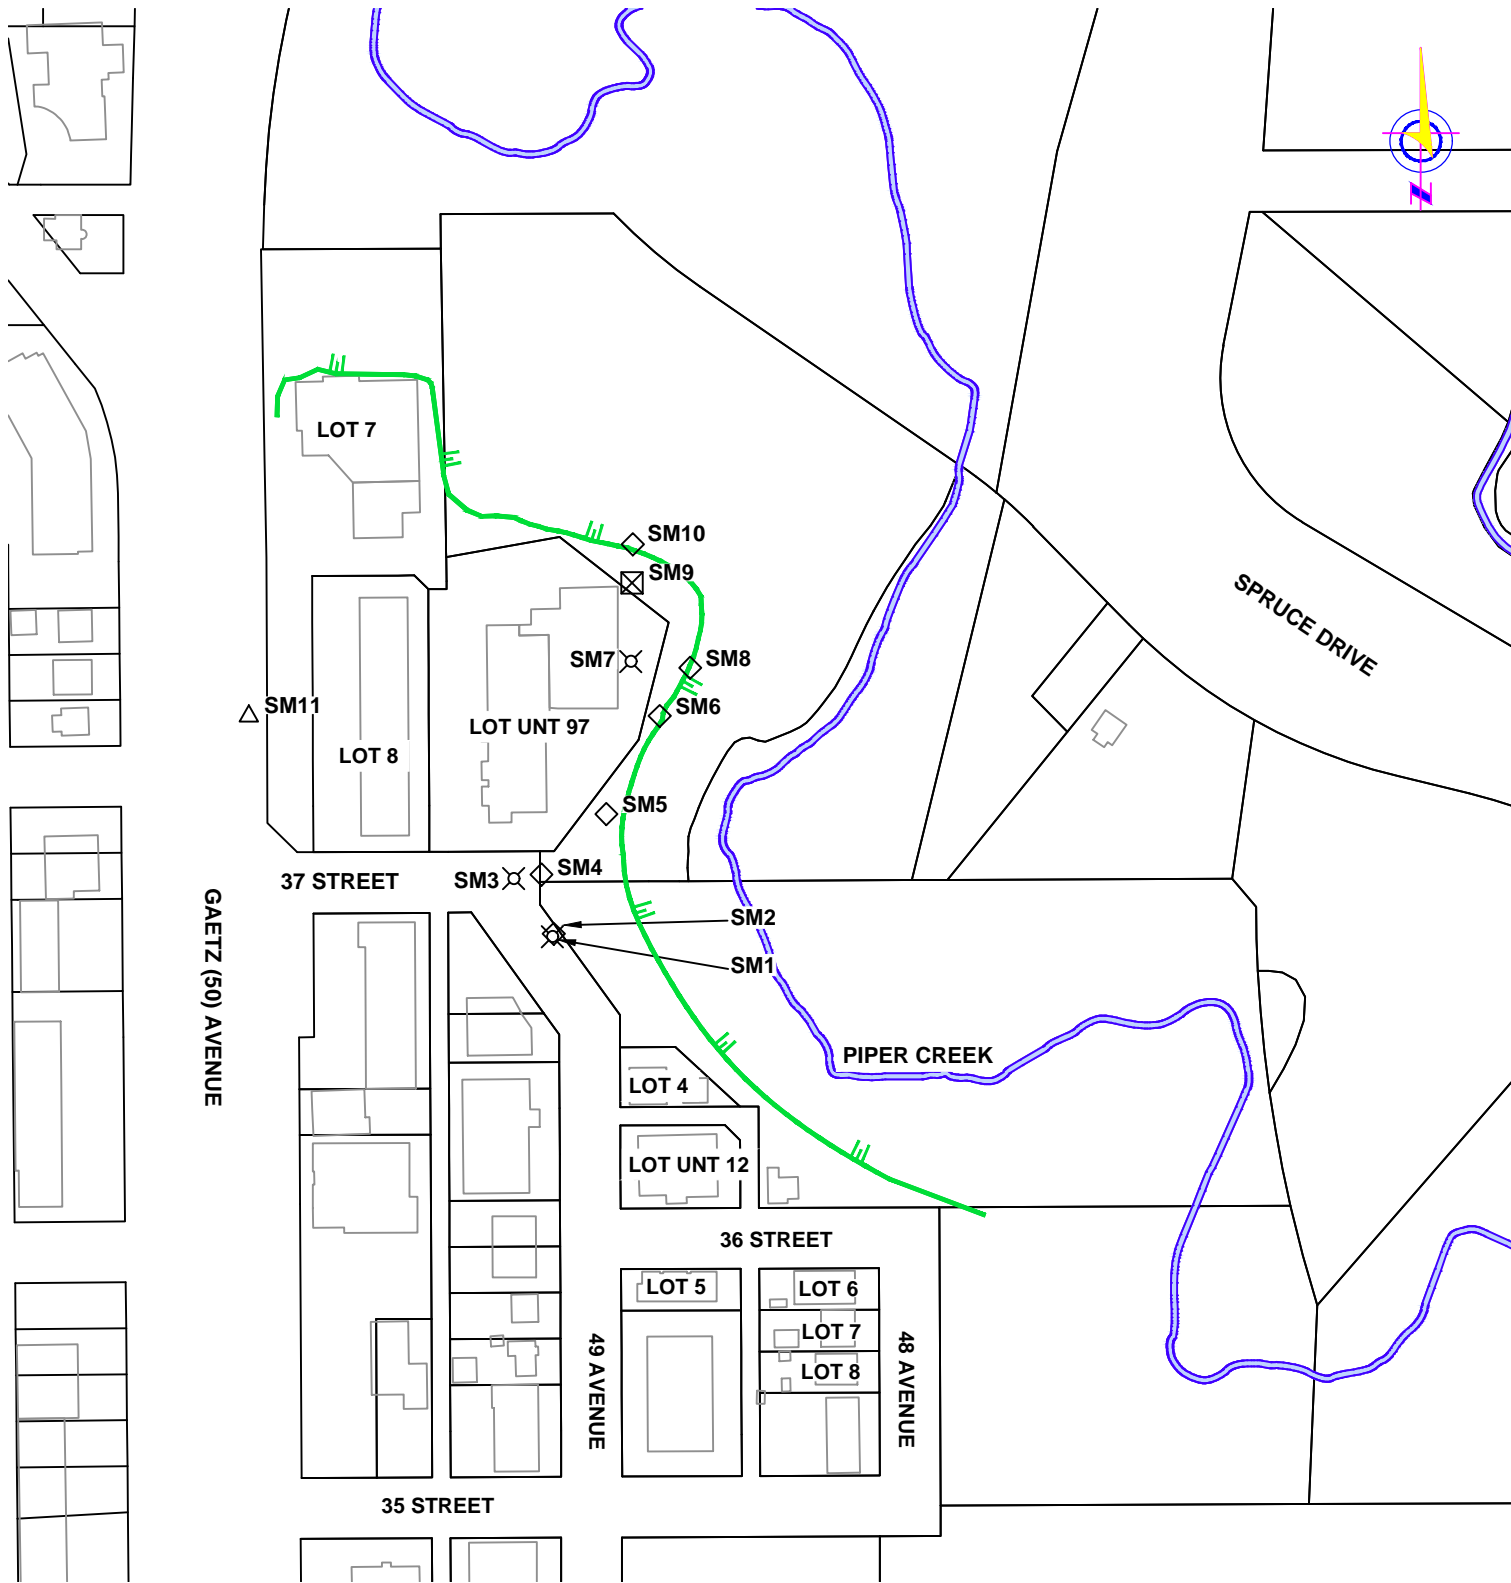 N
LOT 7
SM10
SM9
SPRUCE DRIVE
SM7
SM8
SM11
SM6
LOT UNT 97
LOT 8
SM5
37 STREET
SM3
SM4
GAETZ (50) AVENUE
SM2
SM1
PIPER CREEK
LOT 4
LOT UNT 12
36 STREET
LOT 5
LOT 6
LOT 7
49 AVENUE
48 AVENUE
LOT 8
35 STREET